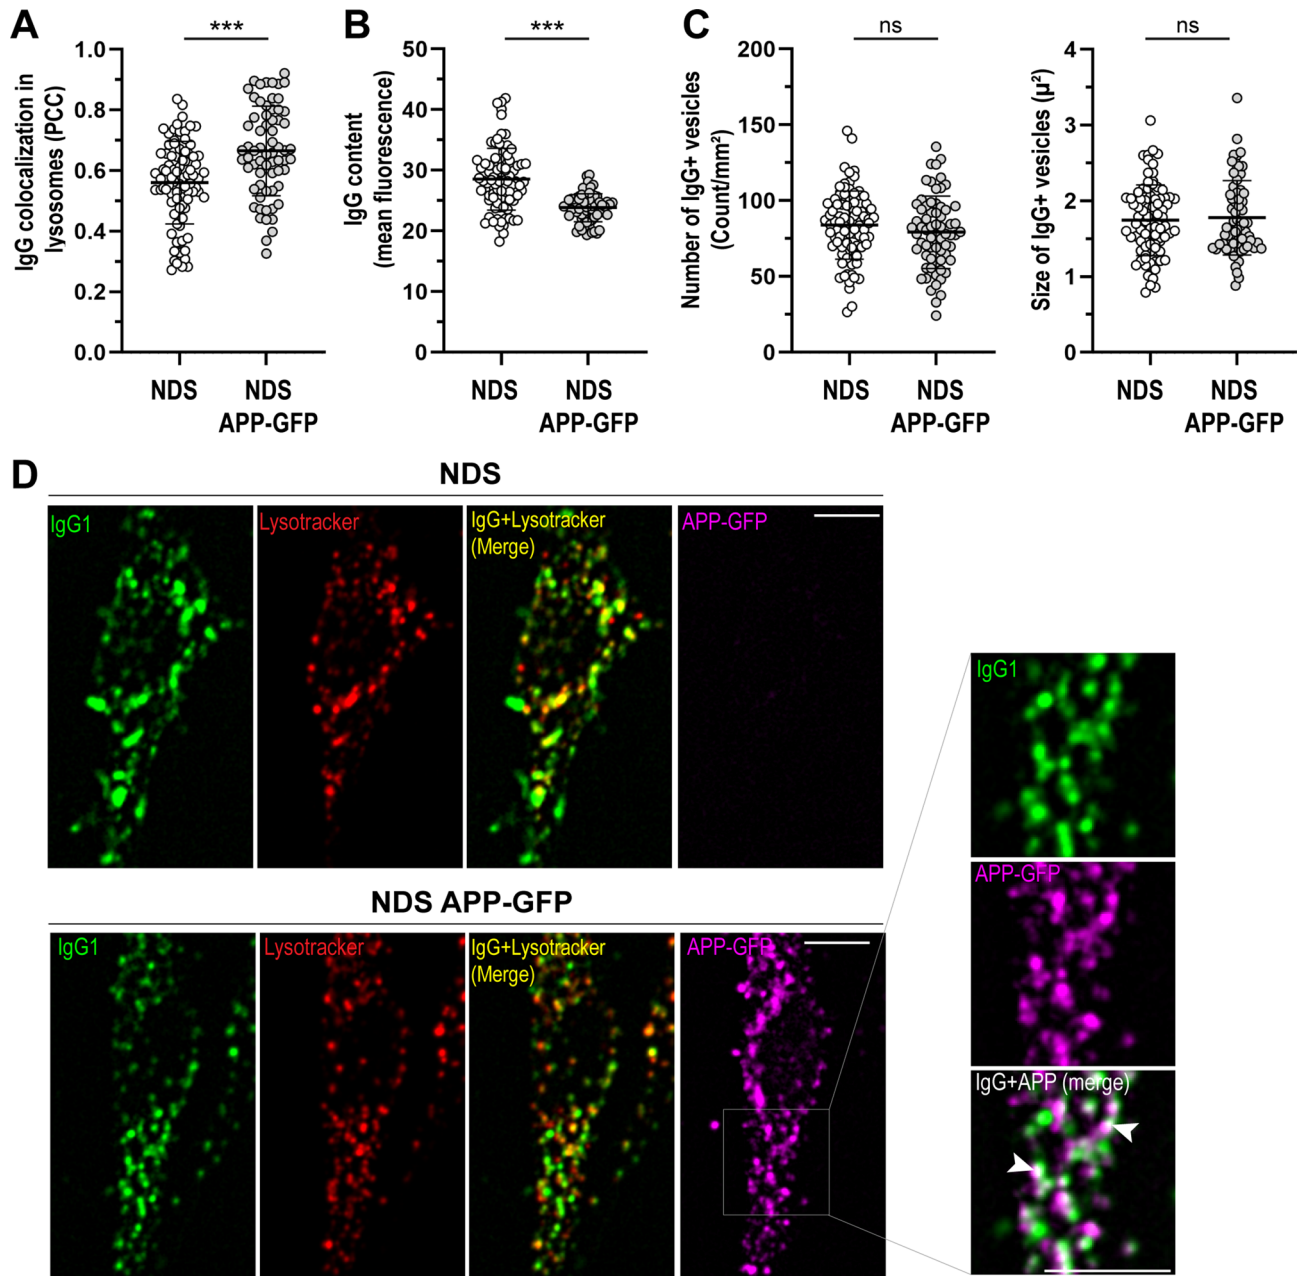 A
***
IgG colocalization in
lysosomes (PCC)
1.0
0.8
0.6
0.4
0.2
0.0
NDS
NDS
APP-GFP
B
***
IgG content
(mean fluorescence)
50
40
30
20
10
0
NDS
NDS
APP-GFP
C
ns
Number of IgG+ vesicles
(Count/mm²)
200
150
100
50
0
NDS
NDS
APP-GFP
ns
Size of IgG+ vesicles (µ²)
4
3
2
1
0
NDS
NDS
APP-GFP
D
NDS
IgG1
Lysotracker
IgG+Lysotracker
(Merge)
APP-GFP
NDS APP-GFP
IgG1
Lysotracker
IgG+Lysotracker
(Merge)
APP-GFP
IgG1
APP-GFP
IgG+APP (merge)